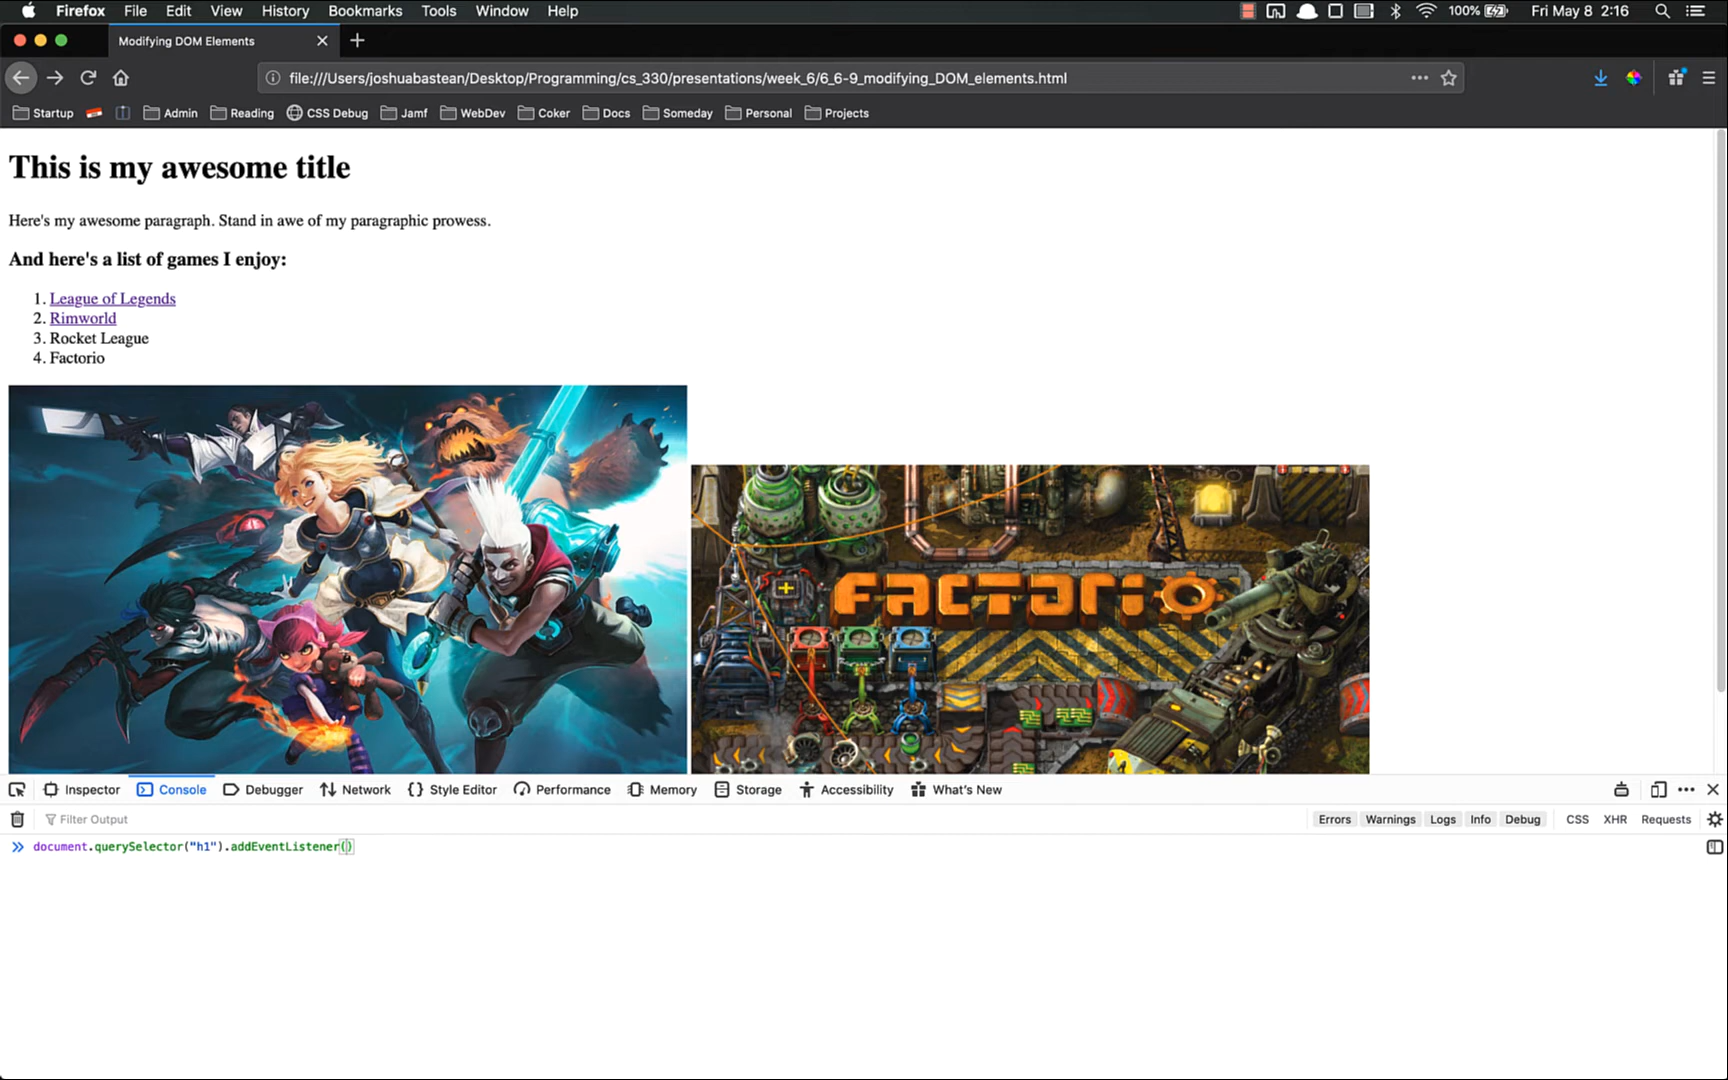 Firefox File Edit View History Bookmarks Tools Window Help 100% Fri May 8 2:16
Modifying DOM Elements
file:///Users/joshuabastean/Desktop/Programming/cs_330/presentations/week_6/6_6-9_modifying_DOM_elements.html
Startup Admin Reading CSS Debug Jamf WebDev Coker Docs Someday Personal Projects
This is my awesome title
Here's my awesome paragraph. Stand in awe of my paragraphic prowess.
And here's a list of games I enjoy:
1. League of Legends
2. Rimworld
3. Rocket League
4. Factorio
FACTORIO
Inspector Console Debugger Network Style Editor Performance Memory Storage Accessibility What's New
Filter Output Errors Warnings Logs Info Debug CSS XHR Requests
document.querySelector("h1").addEventListener()